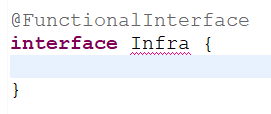 @FunctionalInterface
interface Infra {
}